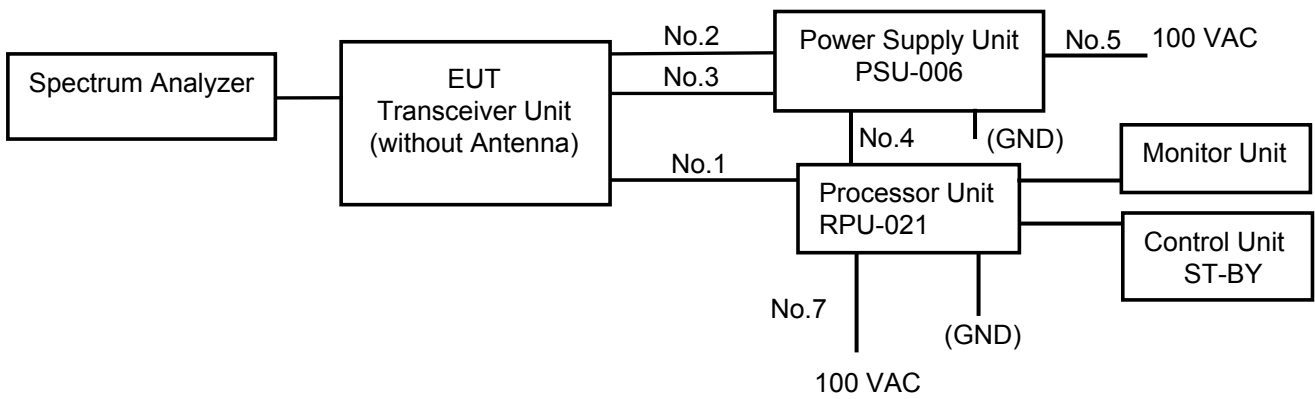 Spectrum Analyzer
EUT
Transceiver Unit
(without Antenna)
No.2
No.3
No.1
Power Supply Unit
PSU-006
No.5
100 VAC
No.4
(GND)
Processor Unit
RPU-021
Monitor Unit
Control Unit
ST-BY
No.7
(GND)
100 VAC